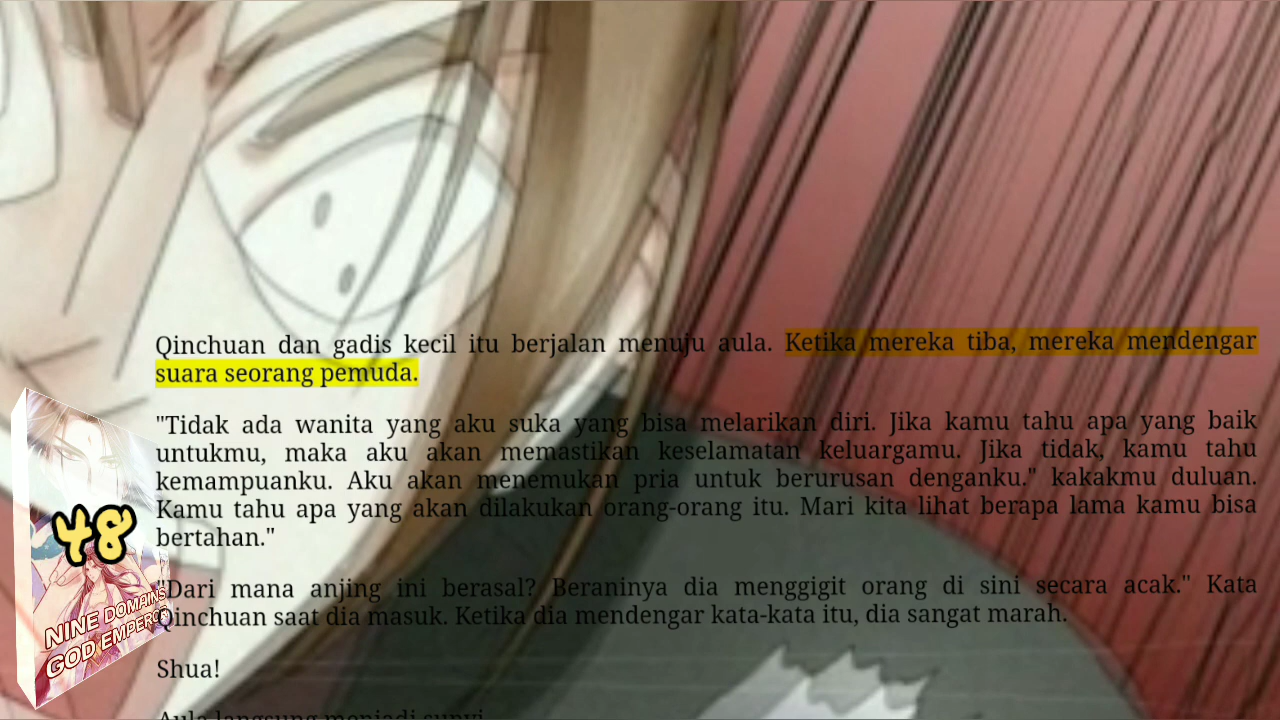 Qinchuan dan gadis kecil itu berjalan menuju aula. Ketika mereka tiba, mereka mendengar
suara seorang pemuda.
"Tidak ada wanita yang aku suka yang bisa melarikan diri. Jika kamu tahu apa yang baik
untukmu, maka aku akan memastikan keselamatan keluargamu. Jika tidak, kamu tahu
kemampuanku. Aku akan menemukan pria untuk berurusan denganku." kakakmu duluan.
Kamu tahu apa yang akan dilakukan orang-orang itu. Mari kita lihat berapa lama kamu bisa
bertahan."
"Dari mana anjing ini berasal? Beraninya dia menggigit orang di sini secara acak." Kata
Qinchuan saat dia masuk. Ketika dia mendengar kata-kata itu, dia sangat marah.
Shua!
Aula langsung menjadi sunyi.
48
NINE DOMAINS
GOD EMPEROR